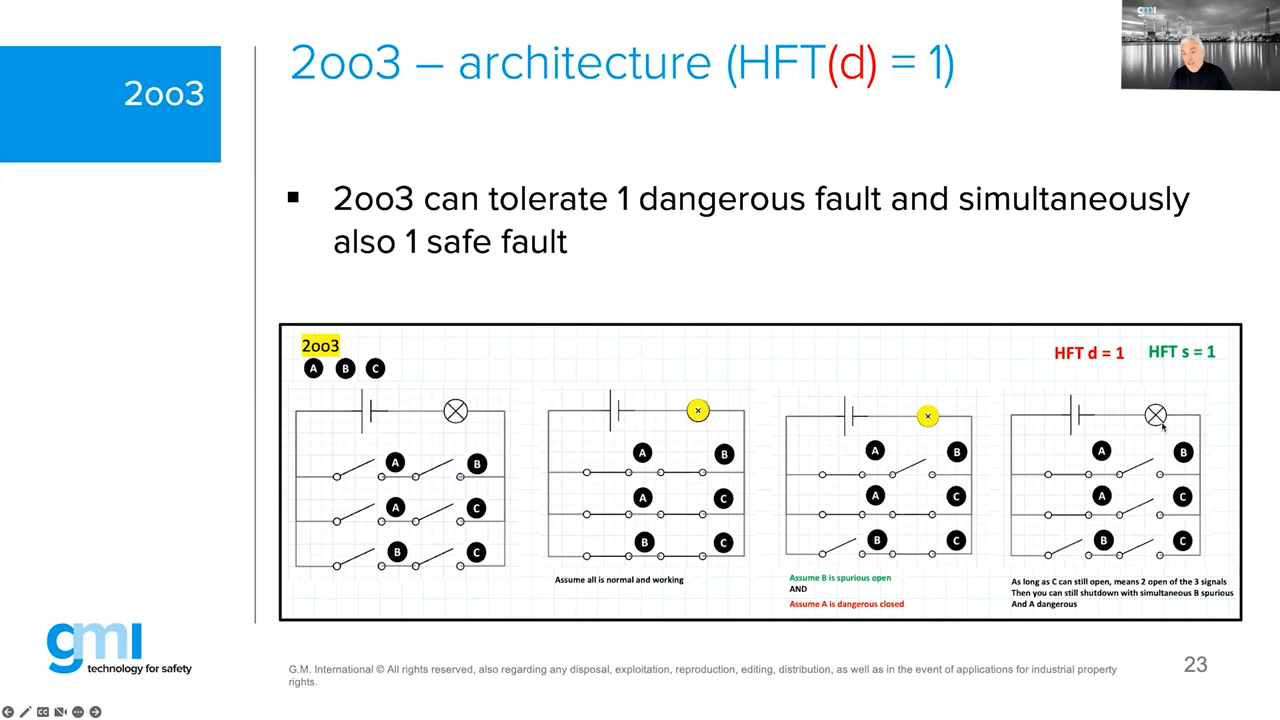 2oo3
2oo3 – architecture (HFT(d) = 1)
gmi
▪ 2oo3 can tolerate 1 dangerous fault and simultaneously
also 1 safe fault
2oo3
A B C
HFT d = 1 HFT s = 1
A B
A C
B C
A B
A C
B C
Assume all is normal and working
A B
A C
B C
Assume B is spurious open
AND
Assume A is dangerous closed
A B
A C
B C
As long as C can still open, means 2 open of the 3 signals
Then you can still shutdown with simultaneous B spurious
And A dangerous
gmi
technology for safety
G.M. International © All rights reserved, also regarding any disposal, exploitation, reproduction, editing, distribution, as well as in the event of applications for industrial property
rights.
23